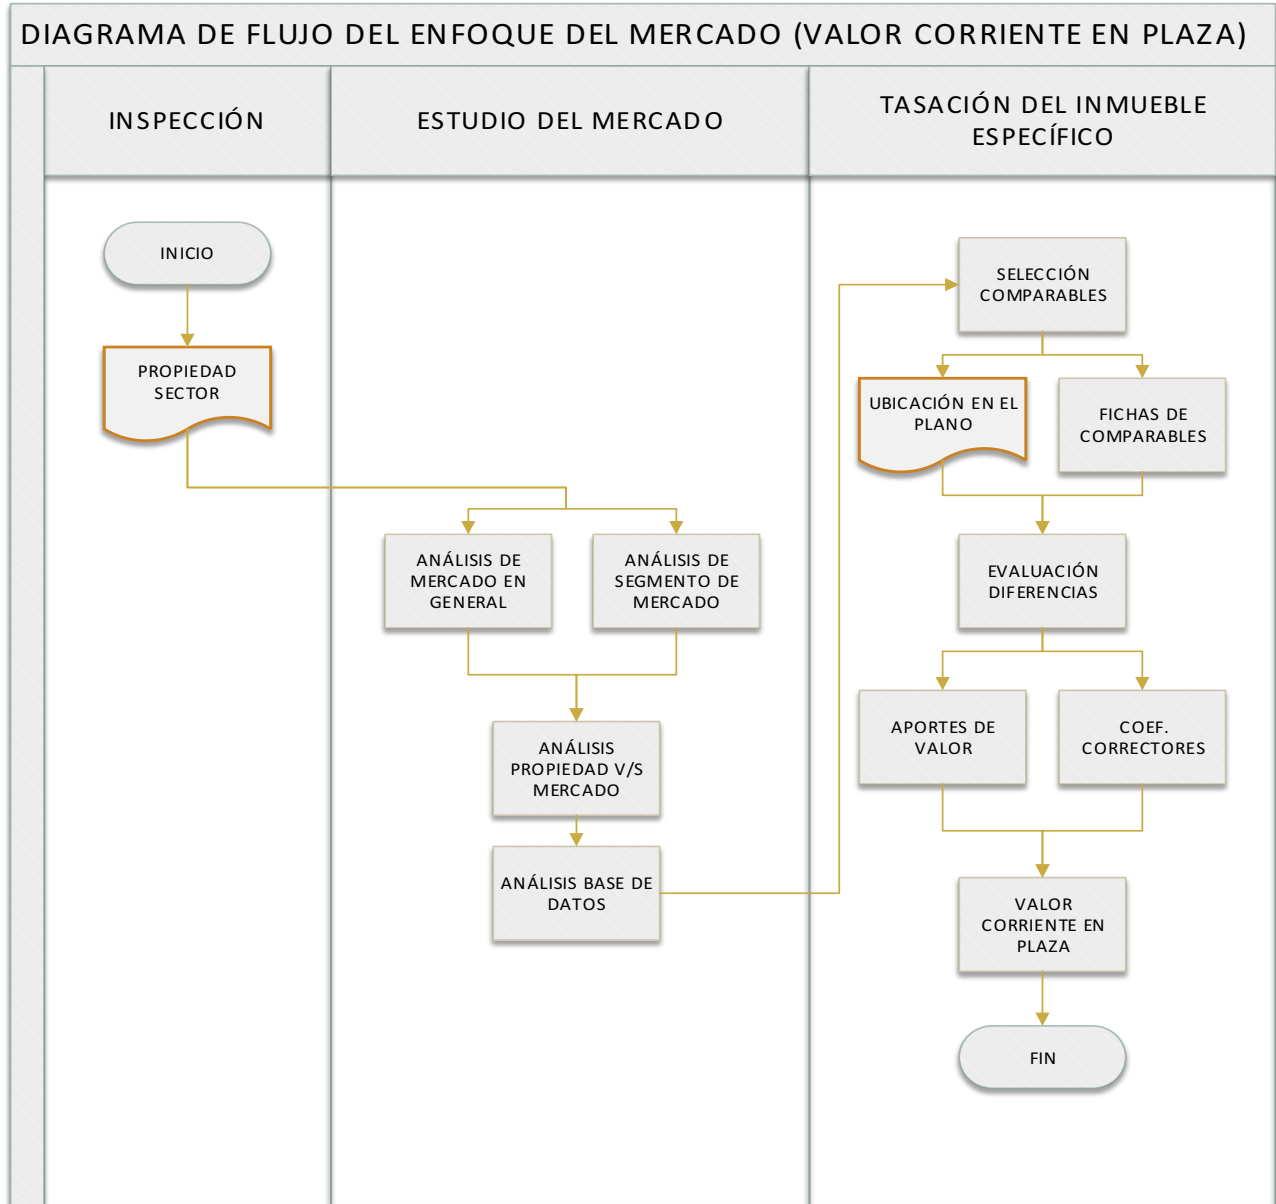 DIAGRAMA DE FLUJO DEL ENFOQUE DEL MERCADO (VALOR CORRIENTE EN PLAZA)
INSPECCIÓN
ESTUDIO DEL MERCADO
TASACIÓN DEL INMUEBLE
ESPECÍFICO
INICIO
PROPIEDAD
SECTOR
ANÁLISIS DE
MERCADO EN
GENERAL
ANÁLISIS DE
SEGMENTO DE
MERCADO
ANÁLISIS
PROPIEDAD V/S
MERCADO
ANÁLISIS BASE DE
DATOS
SELECCIÓN
COMPARABLES
UBICACIÓN EN EL
PLANO
FICHAS DE
COMPARABLES
EVALUACIÓN
DIFERENCIAS
APORTES DE
VALOR
COEF.
CORRECTORES
VALOR
CORRIENTE EN
PLAZA
FIN